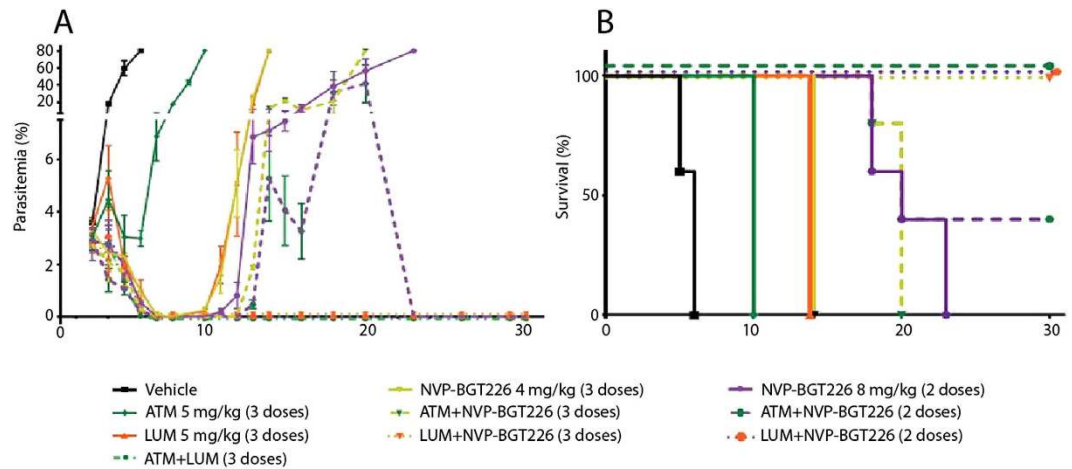 A
B
80
60
40
20
6
4
2
0
Parasitemia (%)
0
10
20
30
100
50
0
Survival (%)
0
10
20
30
Vehicle
ATM 5 mg/kg (3 doses)
LUM 5 mg/kg (3 doses)
ATM+LUM (3 doses)
NVP-BGT226 4 mg/kg (3 doses)
ATM+NVP-BGT226 (3 doses)
LUM+NVP-BGT226 (3 doses)
NVP-BGT226 8 mg/kg (2 doses)
ATM+NVP-BGT226 (2 doses)
LUM+NVP-BGT226 (2 doses)